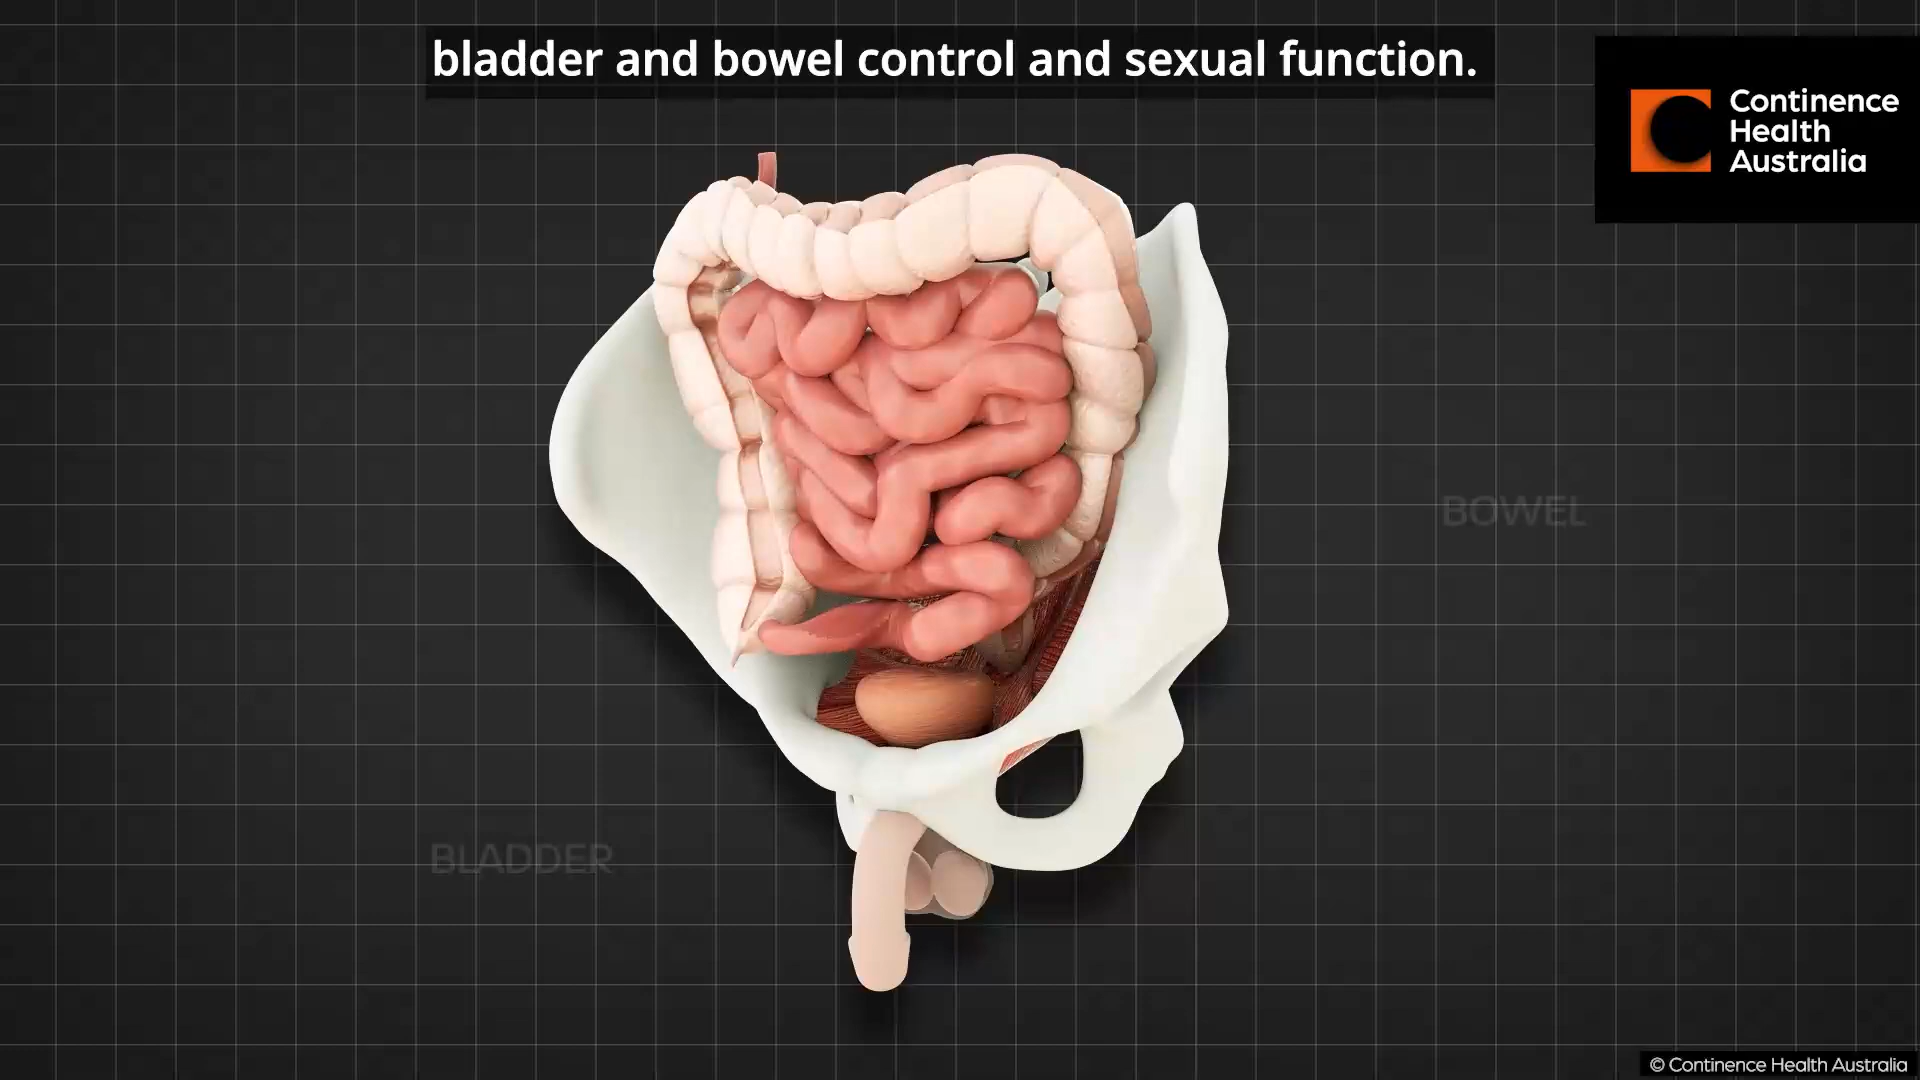 bladder and bowel control and sexual function.
Continence
Health
Australia
BOWEL
BLADDER
© Continence Health Australia